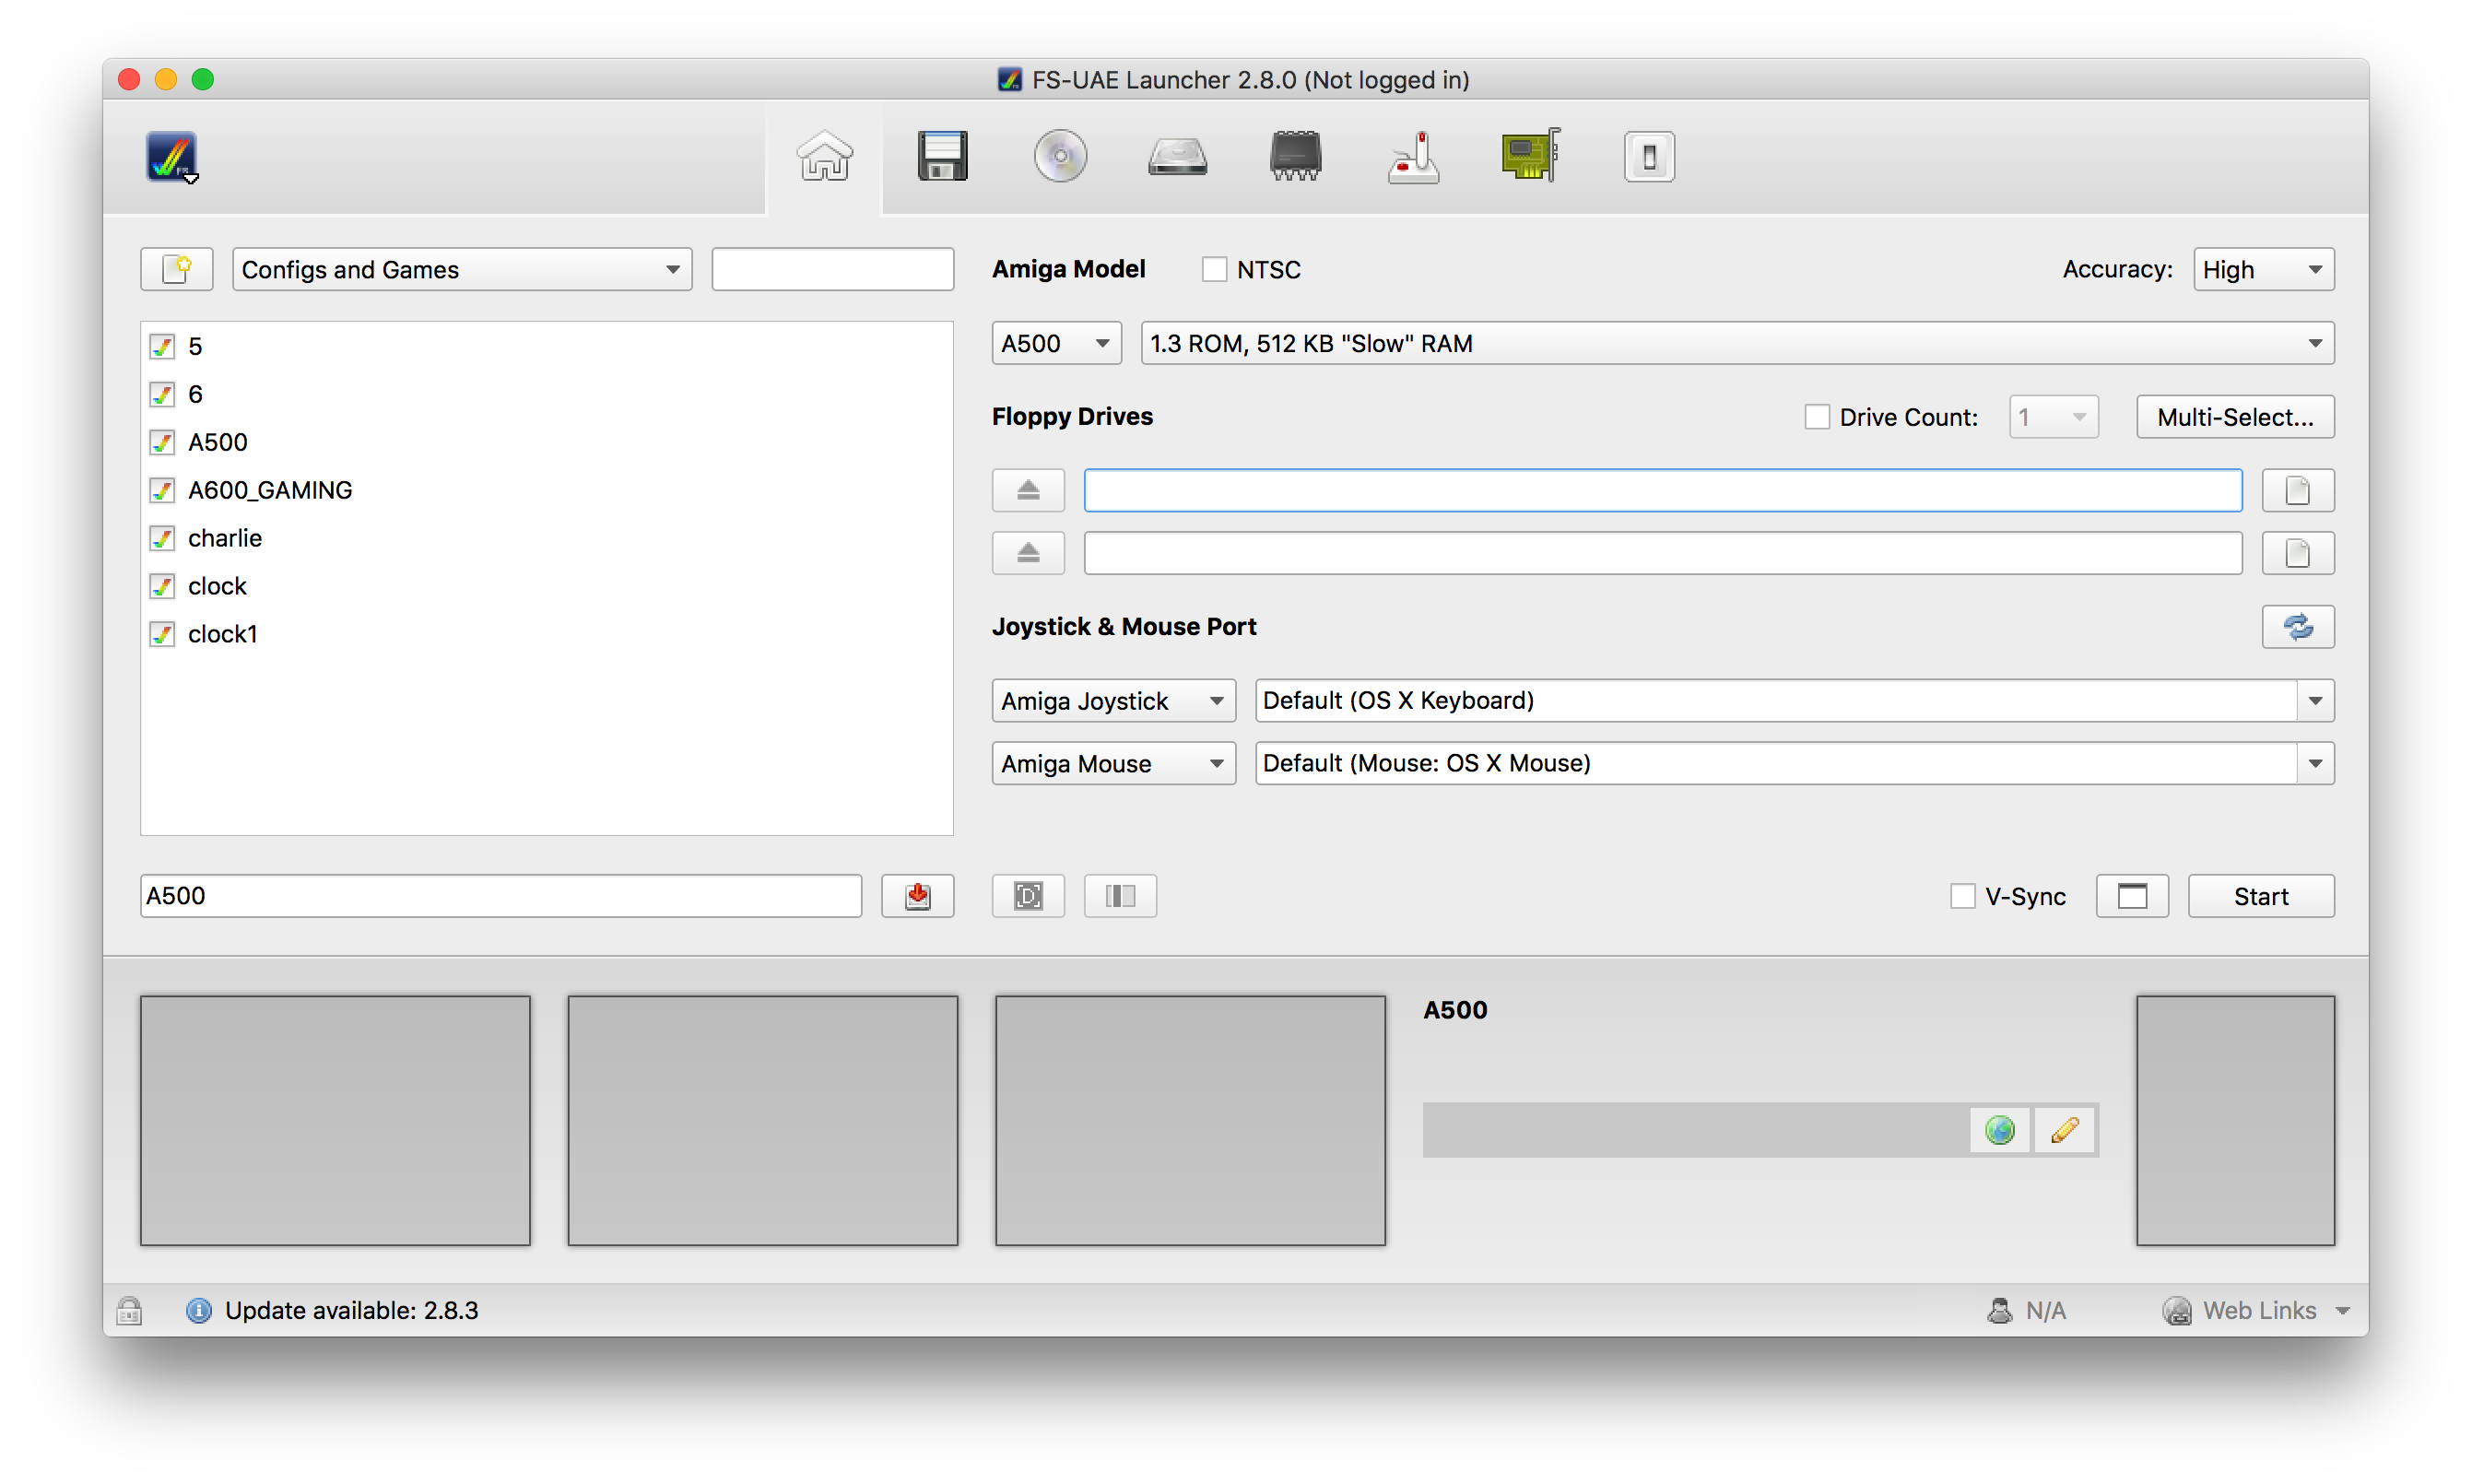 FS-UAE Launcher 2.8.0 (Not logged in)
Configs and Games
5
6
A500
A600_GAMING
charlie
clock
clock1
A500
Amiga Model
NTSC
Accuracy:
High
A500
1.3 ROM, 512 KB "Slow" RAM
Floppy Drives
Drive Count:
1
Multi-Select...
Joystick & Mouse Port
Amiga Joystick
Default (OS X Keyboard)
Amiga Mouse
Default (Mouse: OS X Mouse)
D
V-Sync
Start
A500
Update available: 2.8.3
N/A
Web Links